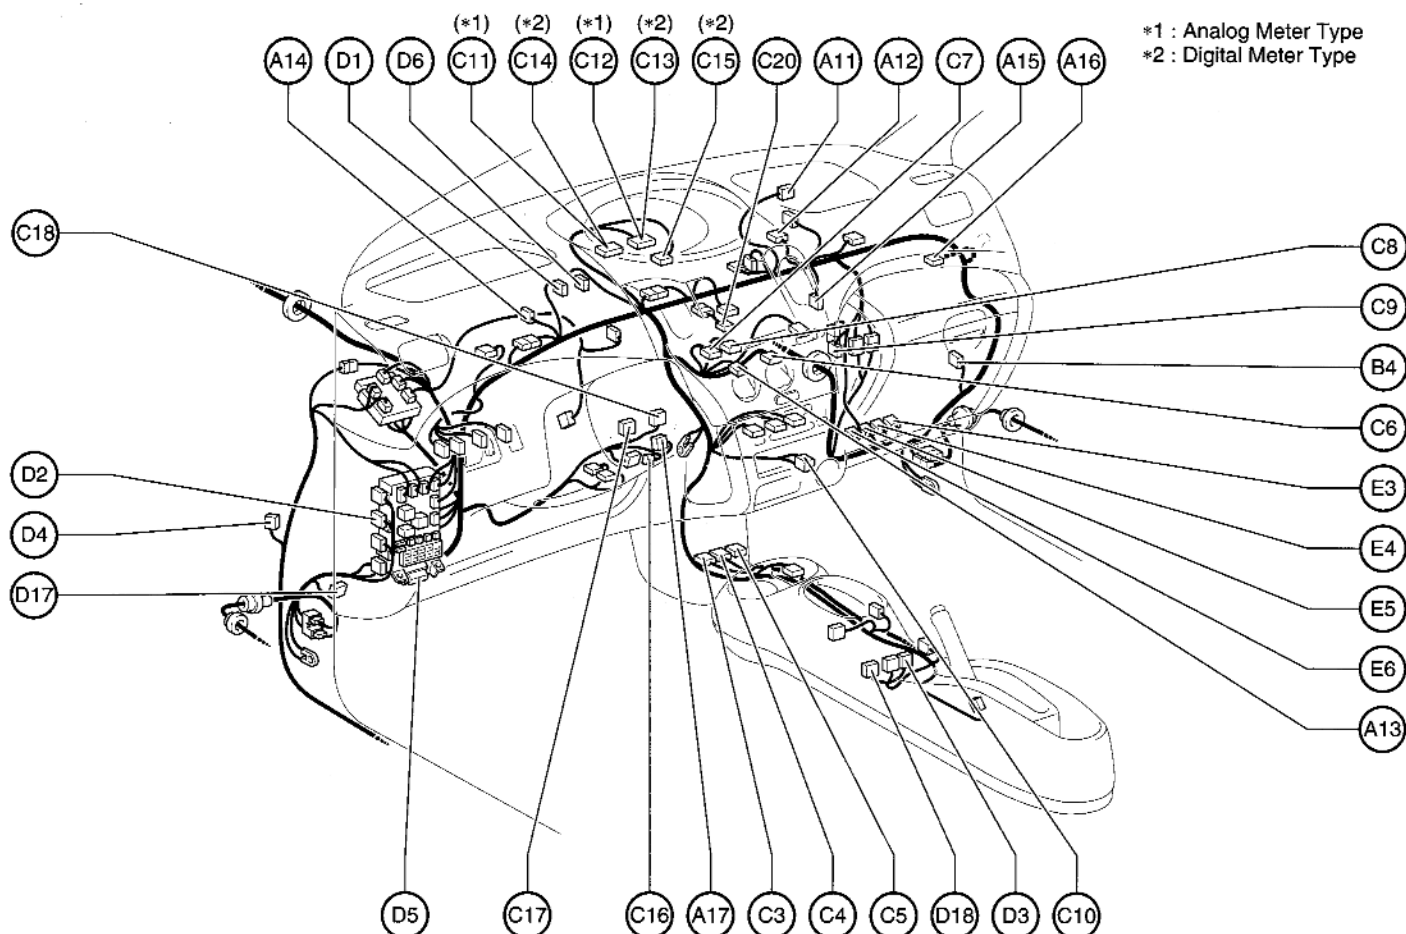 (*1) (*2) (*1) (*2) (*2)
*1 : Analog Meter Type
*2 : Digital Meter Type
A14 D1 D6 C11 C14 C12 C13 C15 C20 A11 A12 C7 A15 A16
C18
C8
C9
B4
C6
D2
E3
D4
E4
D17
E5
E6
A13
D5 C17 C16 A17 C3 C4 C5 D18 D3 C10